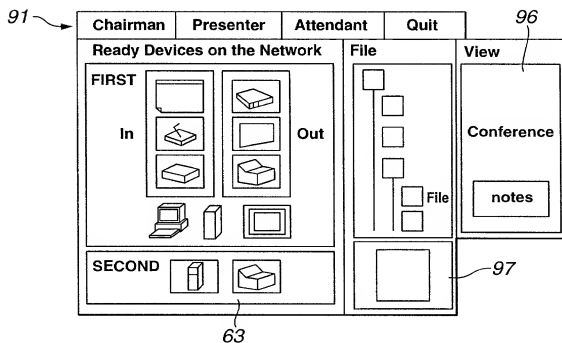 91
96
Chairman Presenter Attendant Quit
Ready Devices on the Network
File
View
FIRST
In
Out
Conference
File
notes
SECOND
97
63